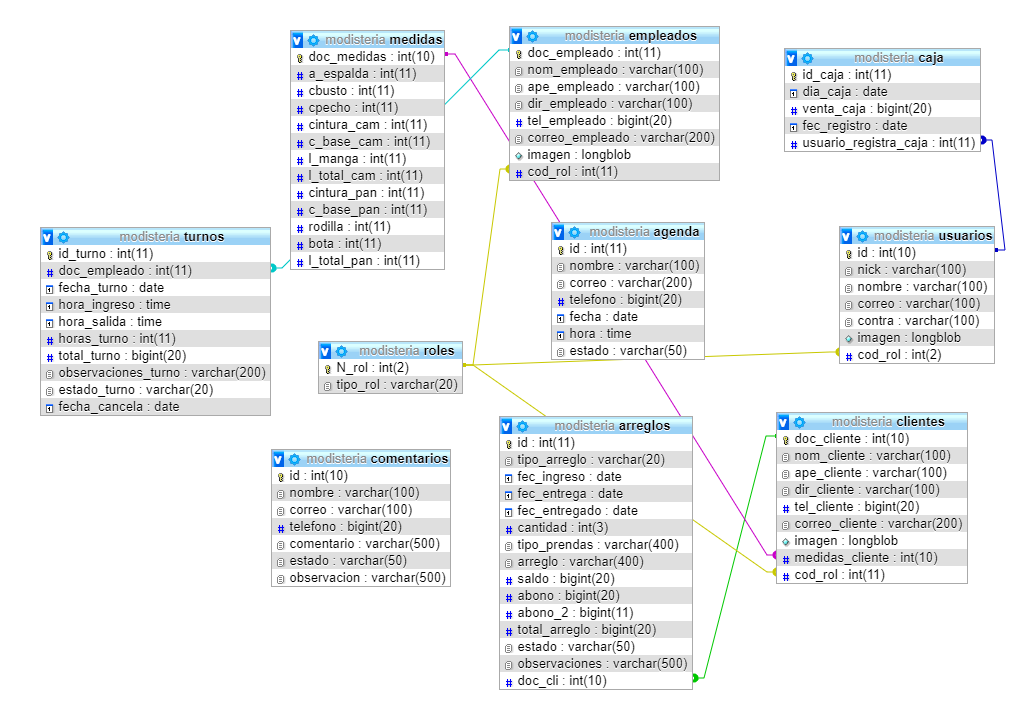 modisteria medidas
doc_medidas : int(10)
a_espalda : int(11)
cbusto : int(11)
cpecho : int(11)
cintura_cam : int(11)
c_base_cam : int(11)
l_manga : int(11)
l_total_cam : int(11)
cintura_pan : int(11)
c_base_pan : int(11)
rodilla : int(11)
bota : int(11)
l_total_pan : int(11)
modisteria empleados
doc_empleado : int(11)
nom_empleado : varchar(100)
ape_empleado : varchar(100)
dir_empleado : varchar(100)
tel_empleado : bigint(20)
correo_empleado : varchar(200)
imagen : longblob
cod_rol : int(11)
modisteria caja
id_caja : int(11)
dia_caja : date
venta_caja : bigint(20)
fec_registro : date
usuario_registra_caja : int(11)
modisteria turnos
id_turno : int(11)
doc_empleado : int(11)
fecha_turno : date
hora_ingreso : time
hora_salida : time
horas_turno : int(11)
total_turno : bigint(20)
observaciones_turno : varchar(200)
estado_turno : varchar(20)
fecha_cancela : date
modisteria agenda
id : int(11)
nombre : varchar(100)
correo : varchar(200)
telefono : bigint(20)
fecha : date
hora : time
estado : varchar(50)
modisteria usuarios
id : int(10)
nick : varchar(100)
nombre : varchar(100)
correo : varchar(100)
contra : varchar(100)
imagen : longblob
cod_rol : int(2)
modisteria roles
N_rol : int(2)
tipo_rol : varchar(20)
modisteria comentarios
id : int(10)
nombre : varchar(100)
correo : varchar(100)
telefono : bigint(20)
comentario : varchar(500)
estado : varchar(50)
observacion : varchar(500)
modisteria arreglos
id : int(11)
tipo_arreglo : varchar(20)
fec_ingreso : date
fec_entrega : date
fec_entregado : date
cantidad : int(3)
tipo_prendas : varchar(400)
arreglo : varchar(400)
saldo : bigint(20)
abono : bigint(20)
abono_2 : bigint(11)
total_arreglo : bigint(20)
estado : varchar(50)
observaciones : varchar(500)
doc_cli : int(10)
modisteria clientes
doc_cliente : int(10)
nom_cliente : varchar(100)
ape_cliente : varchar(100)
dir_cliente : varchar(100)
tel_cliente : bigint(20)
correo_cliente : varchar(200)
imagen : longblob
medidas_cliente : int(10)
cod_rol : int(11)